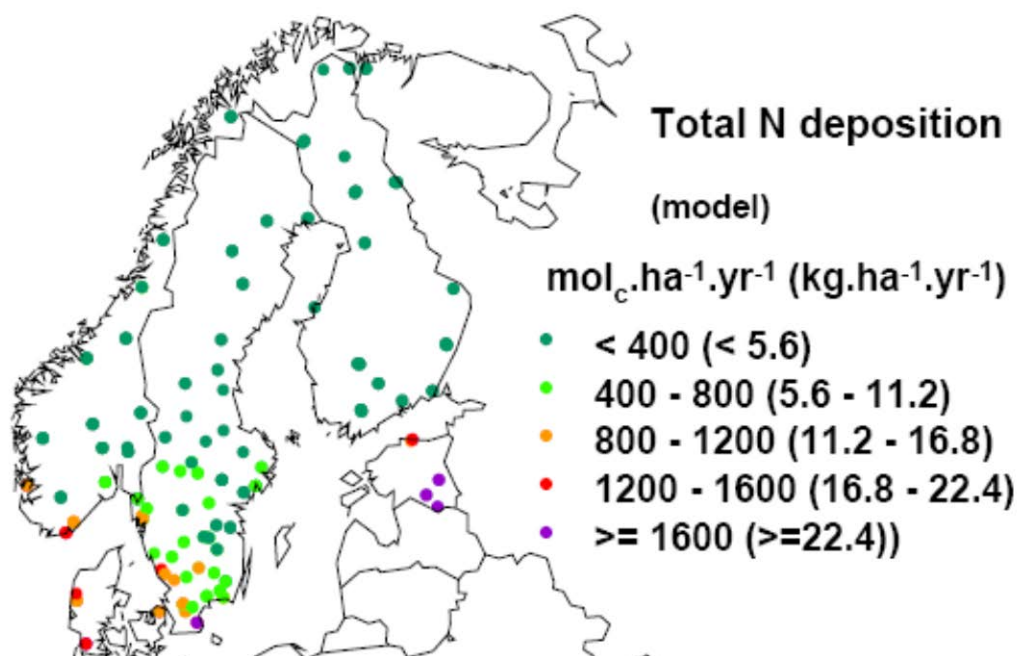 Total N deposition
(model)
mol_c.ha⁻¹.yr⁻¹ (kg.ha⁻¹.yr⁻¹)
< 400 (< 5.6)
400 - 800 (5.6 - 11.2)
800 - 1200 (11.2 - 16.8)
1200 - 1600 (16.8 - 22.4)
>= 1600 (>=22.4))